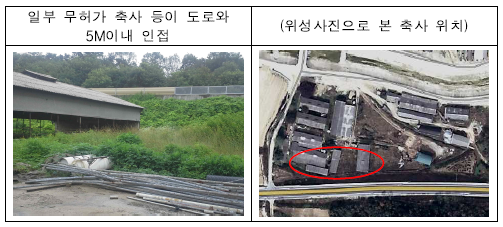 일부 무허가 축사 등이 도로와
5M이내 인접
(위성사진으로 본 축사 위치)